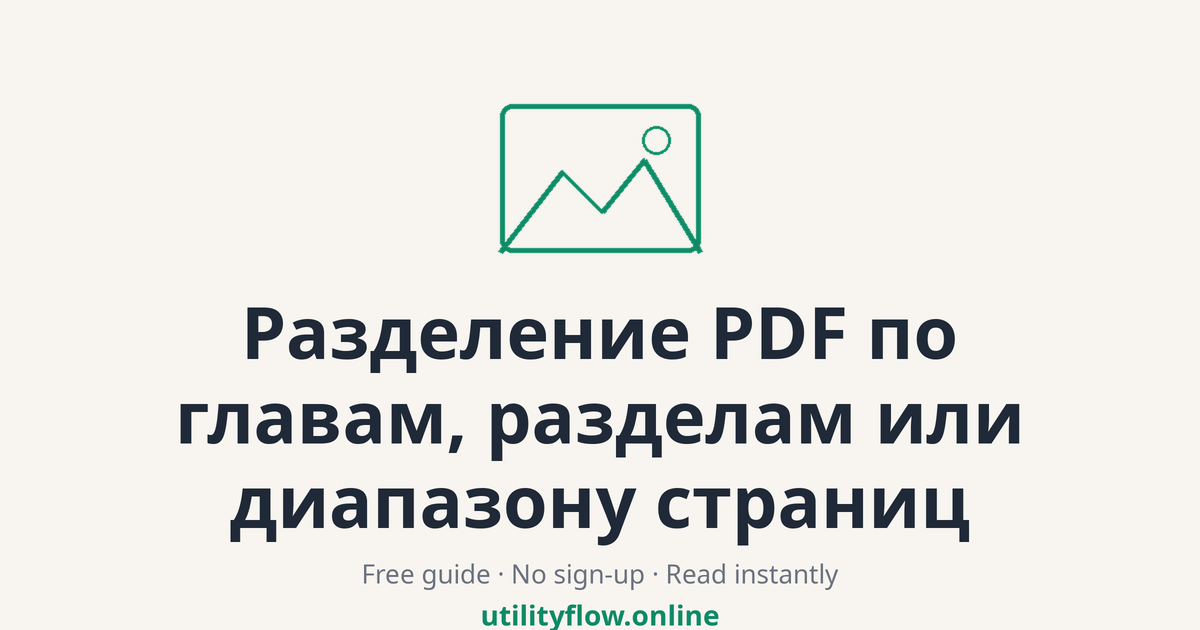 Разделение PDF по
главам, разделам или
диапазону страниц
Free guide · No sign-up · Read instantly
utilityflow.online